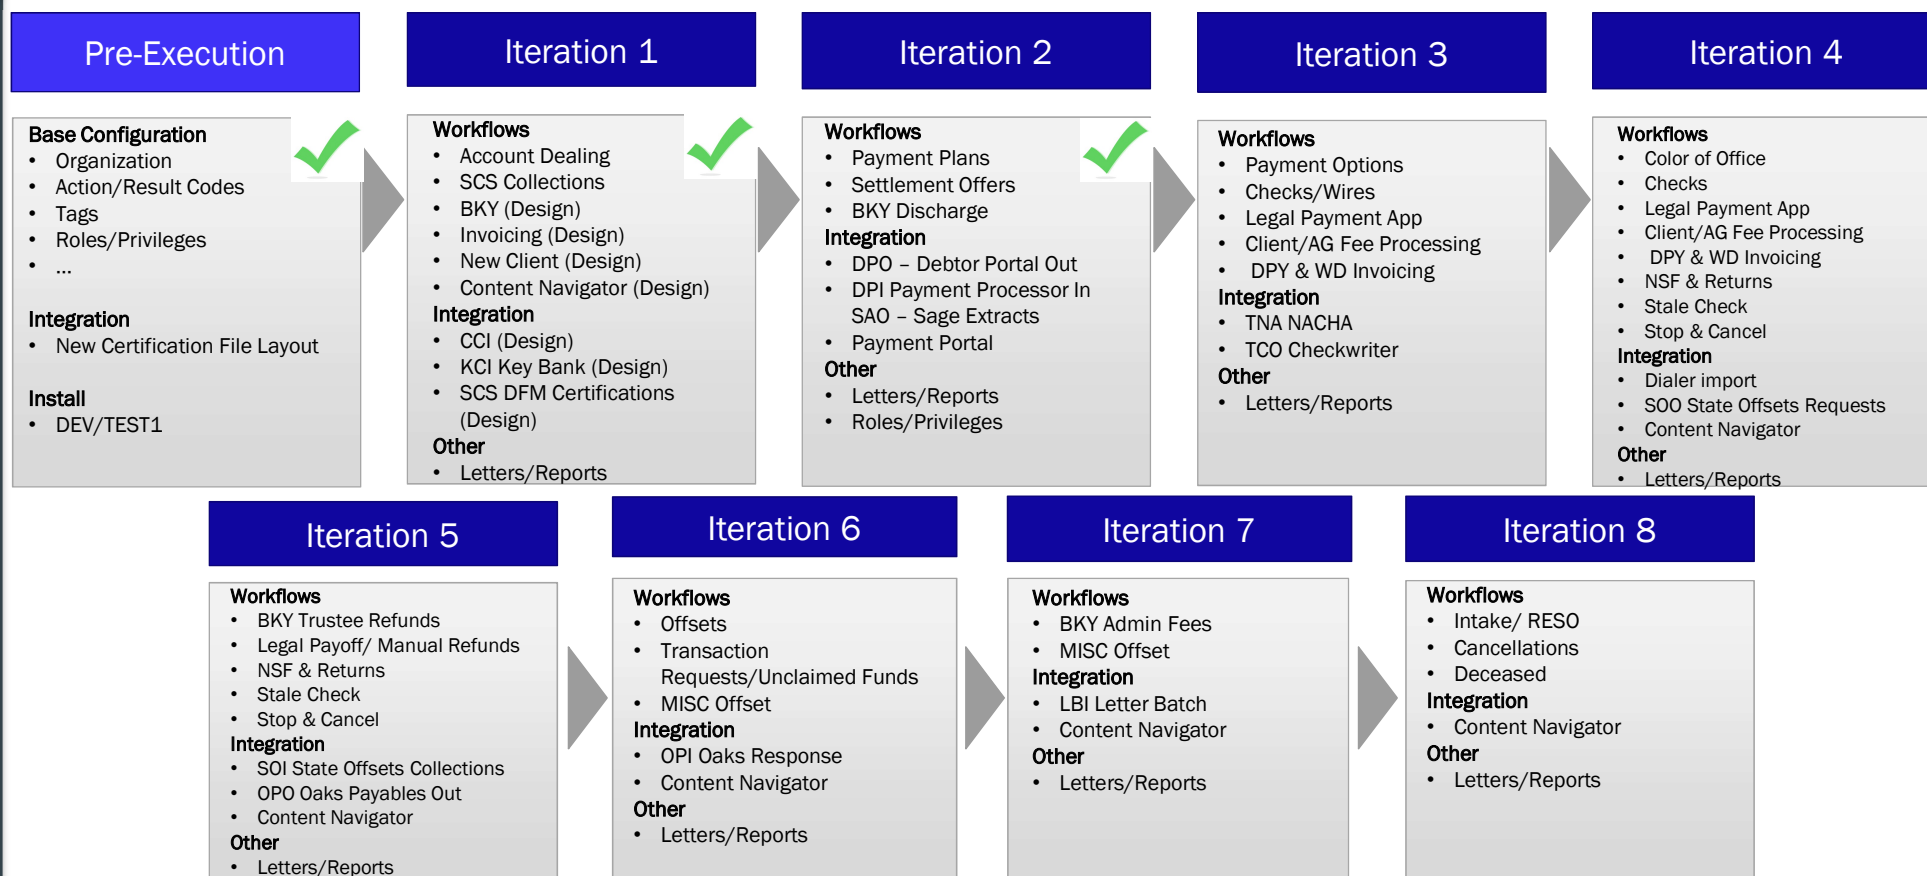 Pre-Execution
Base Configuration
• Organization
• Action/Result Codes
• Tags
• Roles/Privileges
• ...
Integration
• New Certification File Layout
Install
• DEV/TEST1
Iteration 1
Workflows
• Account Dealing
• SCS Collections
• BKY (Design)
• Invoicing (Design)
• New Client (Design)
• Content Navigator (Design)
Integration
• CCI (Design)
• KCI Key Bank (Design)
• SCS DFM Certifications
(Design)
Other
• Letters/Reports
Iteration 2
Workflows
• Payment Plans
• Settlement Offers
• BKY Discharge
Integration
• DPO – Debtor Portal Out
• DPI Payment Processor In
SAO – Sage Extracts
• Payment Portal
Other
• Letters/Reports
• Roles/Privileges
Iteration 3
Workflows
• Payment Options
• Checks/Wires
• Legal Payment App
• Client/AG Fee Processing
• DPY & WD Invoicing
Integration
• TNA NACHA
• TCO Checkwriter
Other
• Letters/Reports
Iteration 4
Workflows
• Color of Office
• Checks
• Legal Payment App
• Client/AG Fee Processing
• DPY & WD Invoicing
• NSF & Returns
• Stale Check
• Stop & Cancel
Integration
• Dialer import
• SOO State Offsets Requests
• Content Navigator
Other
• Letters/Reports
Iteration 5
Workflows
• BKY Trustee Refunds
• Legal Payoff/ Manual Refunds
• NSF & Returns
• Stale Check
• Stop & Cancel
Integration
• SOI State Offsets Collections
• OPO Oaks Payables Out
• Content Navigator
Other
• Letters/Reports
Iteration 6
Workflows
• Offsets
• Transaction
Requests/Unclaimed Funds
• MISC Offset
Integration
• OPI Oaks Response
• Content Navigator
Other
• Letters/Reports
Iteration 7
Workflows
• BKY Admin Fees
• MISC Offset
Integration
• LBI Letter Batch
• Content Navigator
Other
• Letters/Reports
Iteration 8
Workflows
• Intake/ RESO
• Cancellations
• Deceased
Integration
• Content Navigator
Other
• Letters/Reports